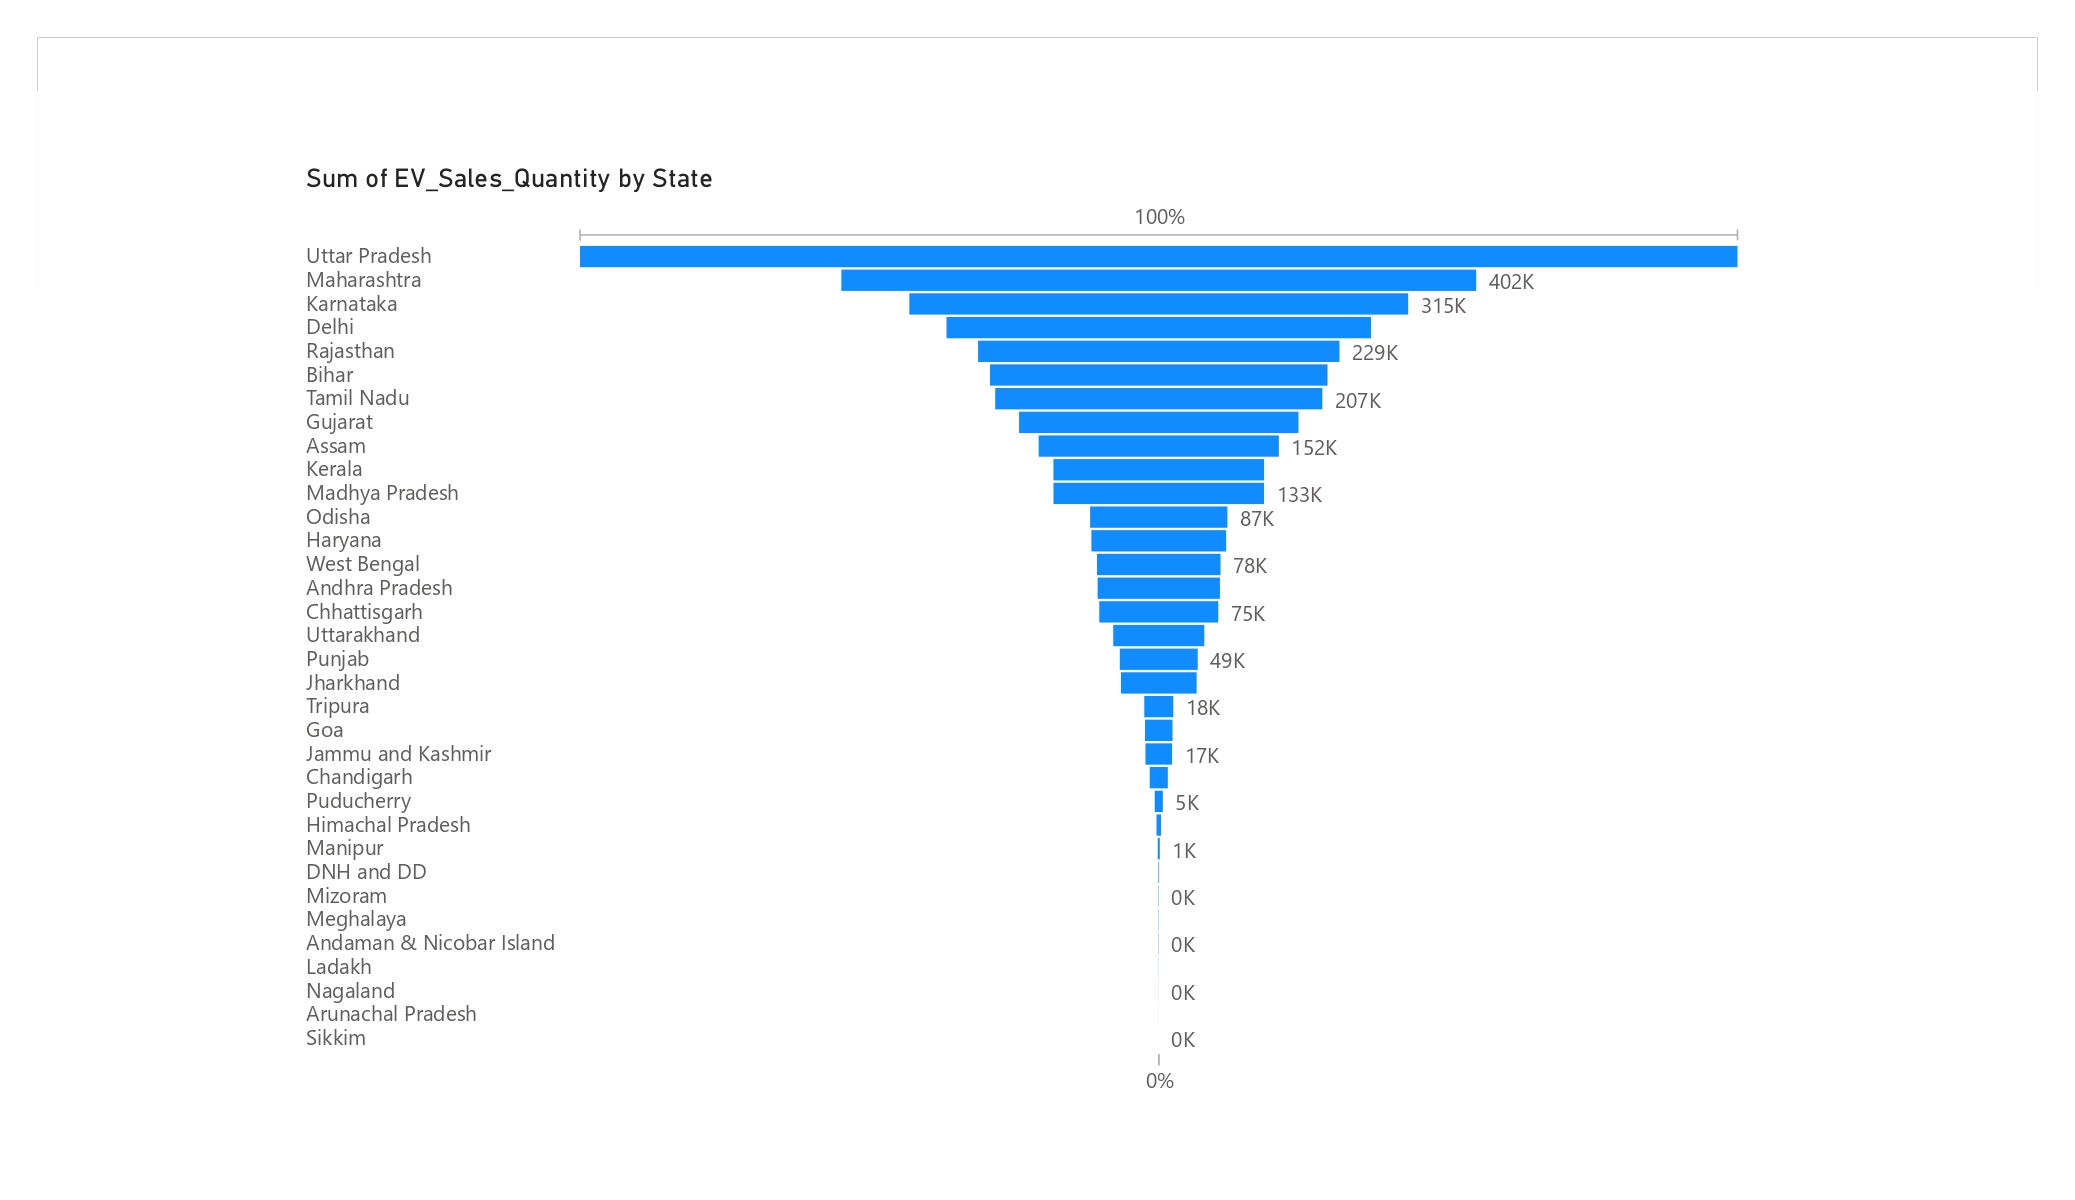 Sum of EV_Sales_Quantity by State
100%
Uttar Pradesh
Maharashtra 402K
Karnataka 315K
Delhi
Rajasthan 229K
Bihar
Tamil Nadu 207K
Gujarat
Assam 152K
Kerala
Madhya Pradesh 133K
Odisha 87K
Haryana
West Bengal 78K
Andhra Pradesh
Chhattisgarh 75K
Uttarakhand
Punjab 49K
Jharkhand
Tripura 18K
Goa
Jammu and Kashmir 17K
Chandigarh
Puducherry 5K
Himachal Pradesh
Manipur 1K
DNH and DD
Mizoram 0K
Meghalaya
Andaman & Nicobar Island 0K
Ladakh
Nagaland 0K
Arunachal Pradesh
Sikkim 0K
0%